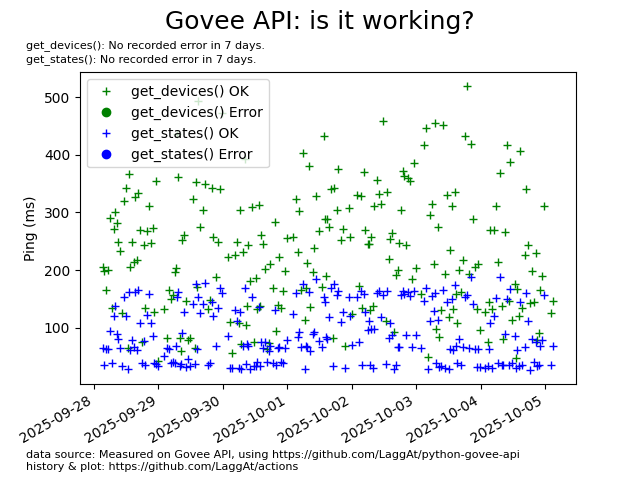 Govee API: is it working?
get_devices(): No recorded error in 7 days.
get_states(): No recorded error in 7 days.
get_devices() OK
get_devices() Error
get_states() OK
get_states() Error
Ping (ms)
500
400
300
200
100
2025-09-28
2025-09-29
2025-09-30
2025-10-01
2025-10-02
2025-10-03
2025-10-04
2025-10-05
data source: Measured on Govee API, using https://github.com/LaggAt/python-govee-api
history & plot: https://github.com/LaggAt/actions